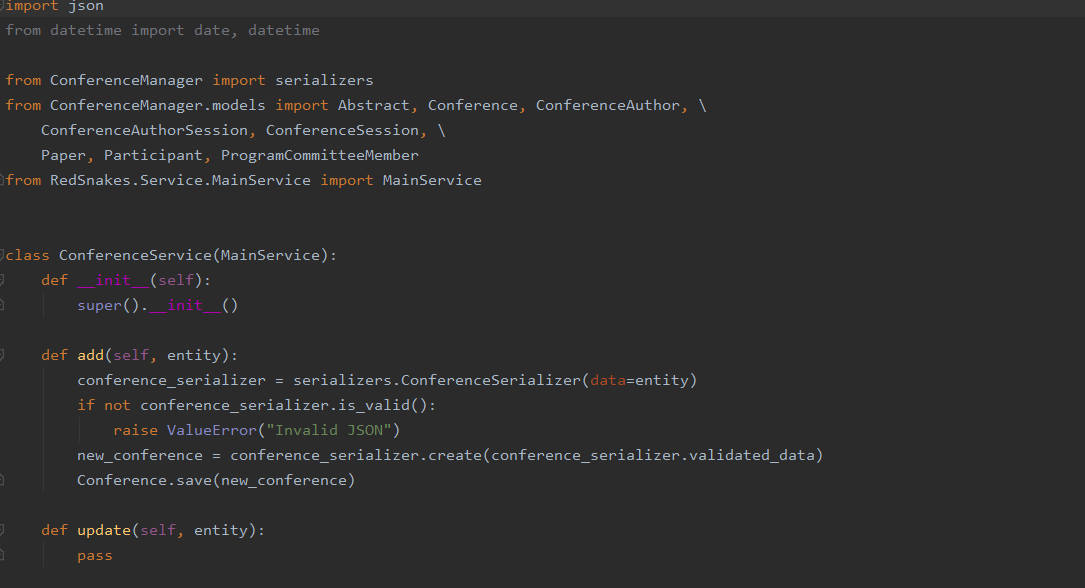 import json
from datetime import date, datetime
from ConferenceManager import serializers
from ConferenceManager.models import Abstract, Conference, ConferenceAuthor, \
    ConferenceAuthorSession, ConferenceSession, \
    Paper, Participant, ProgramCommitteeMember
from RedSnakes.Service.MainService import MainService
class ConferenceService(MainService):
    def __init__(self):
        super().__init__()
    def add(self, entity):
        conference_serializer = serializers.ConferenceSerializer(data=entity)
        if not conference_serializer.is_valid():
            raise ValueError("Invalid JSON")
        new_conference = conference_serializer.create(conference_serializer.validated_data)
        Conference.save(new_conference)
    def update(self, entity):
        pass